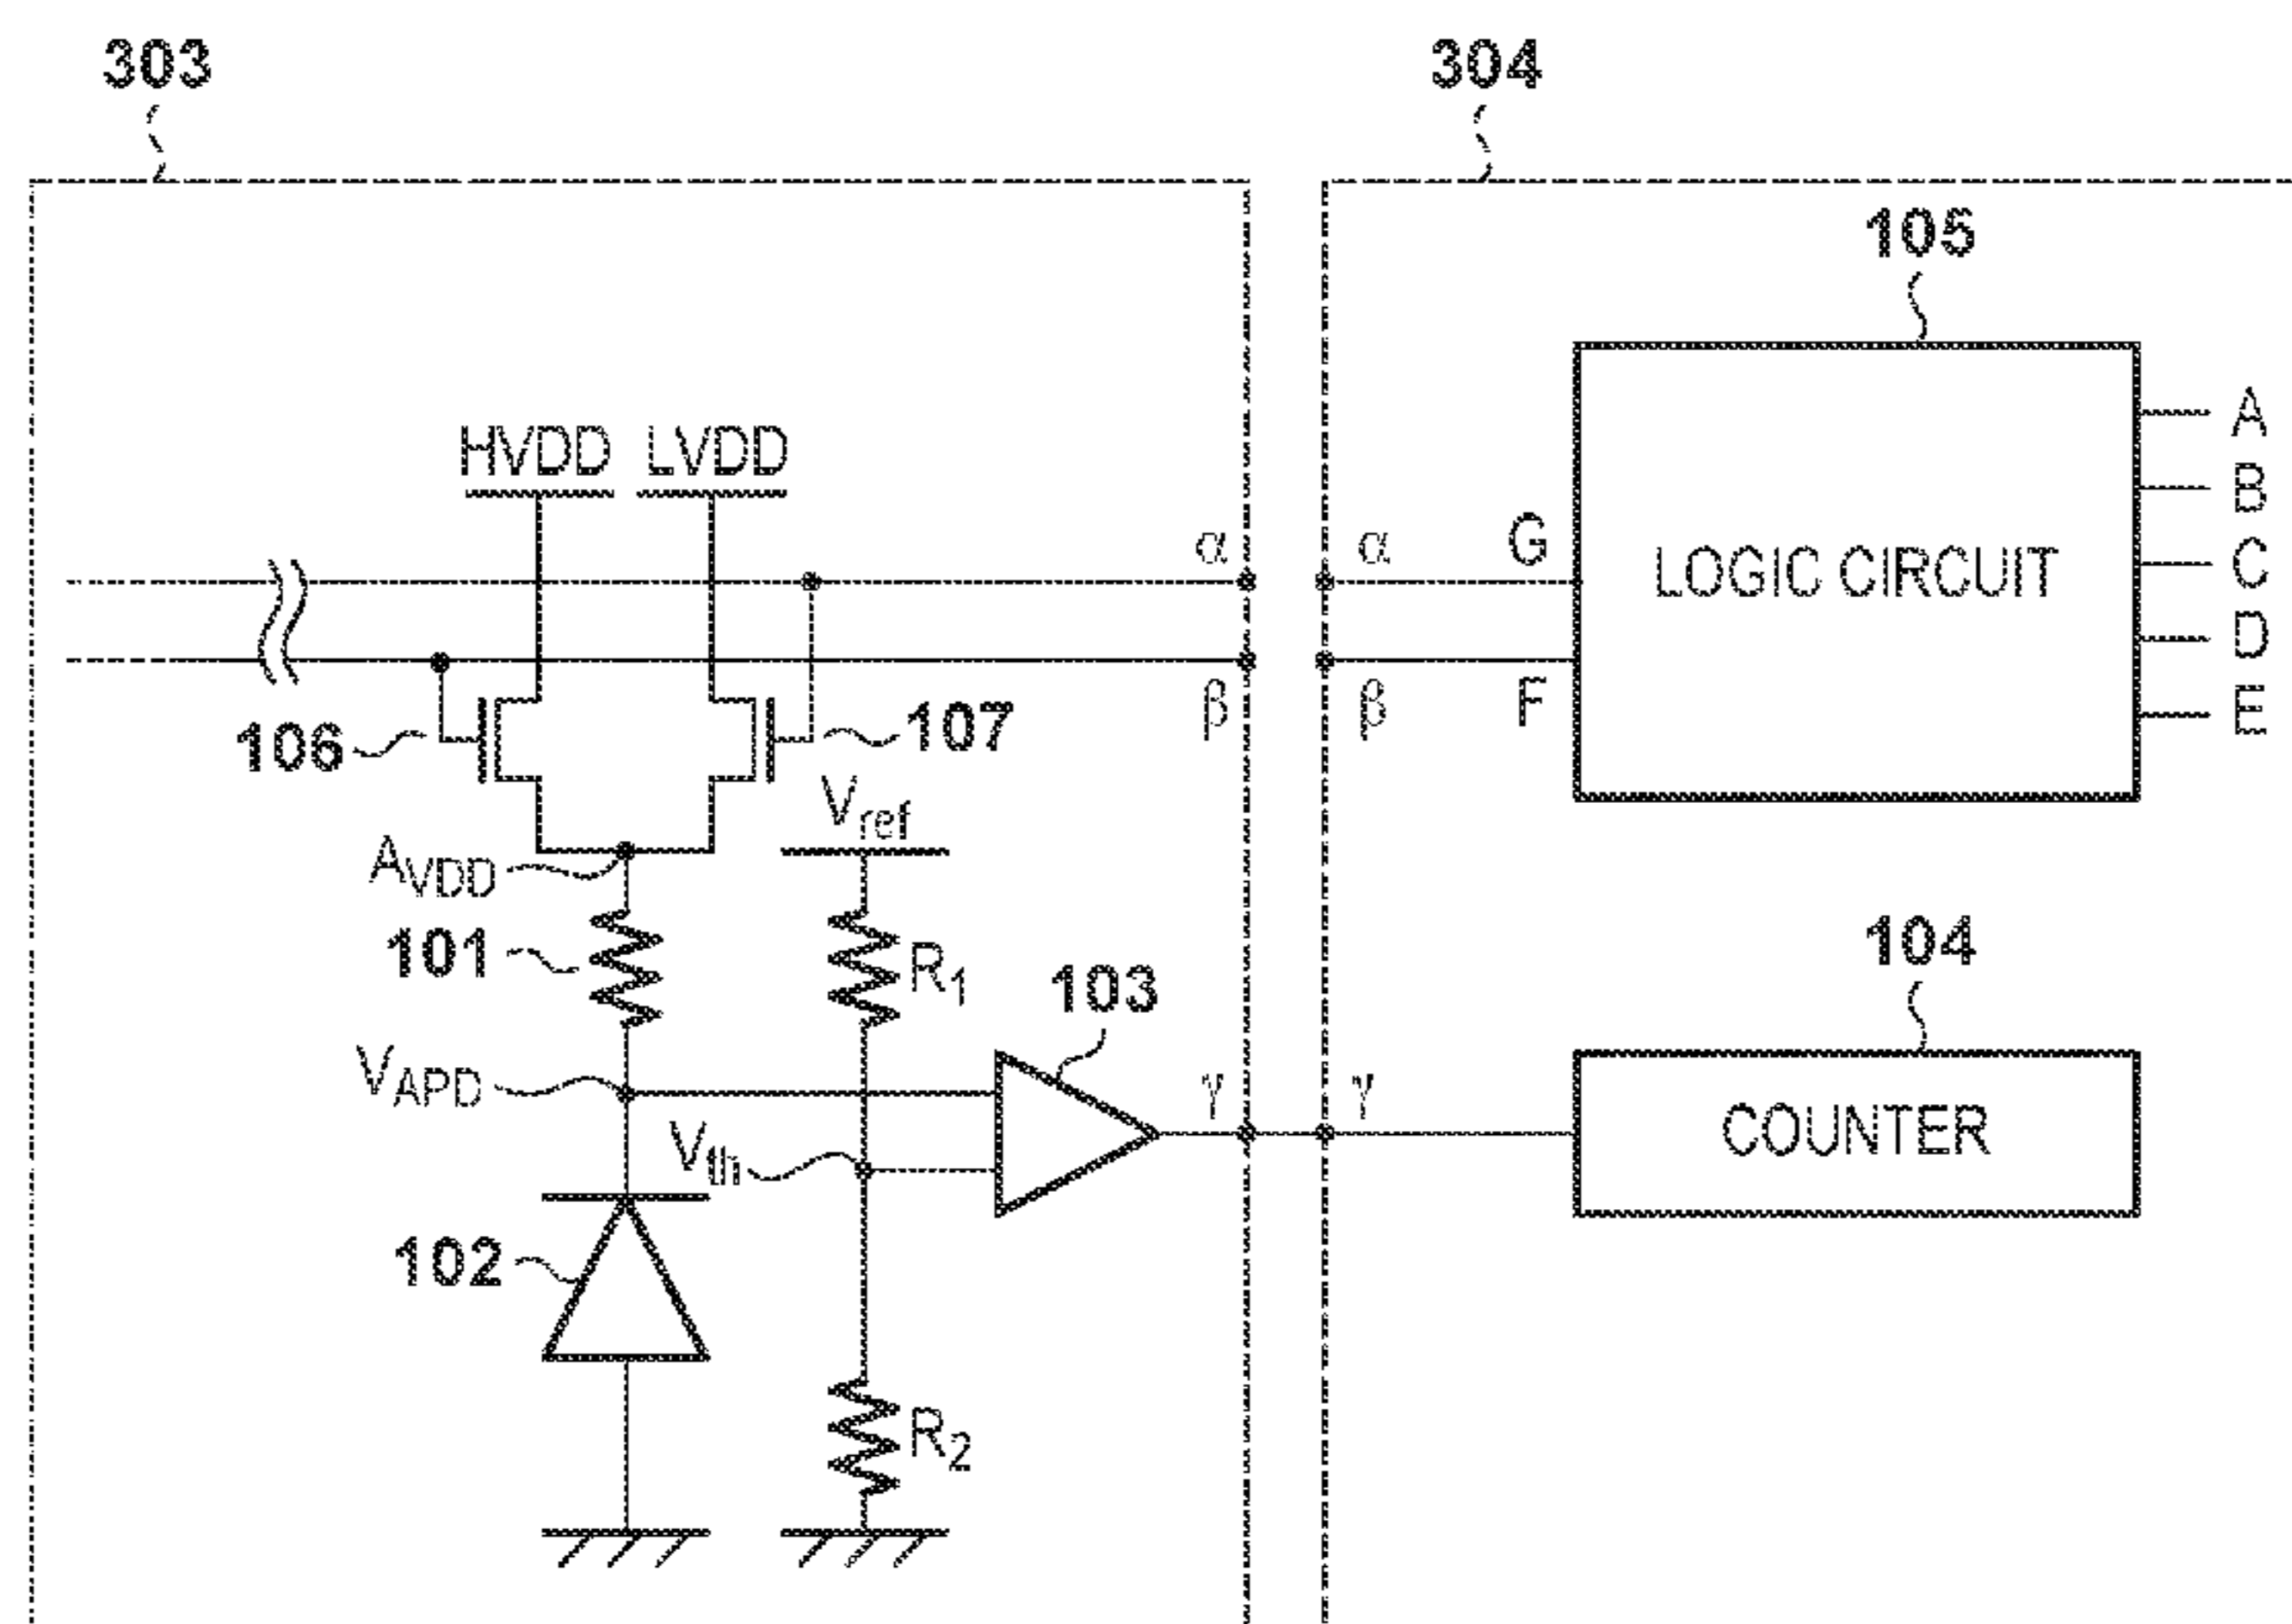 303
304
105
A
HVDD LVDD
B
α α G
LOGIC CIRCUIT
C
D
β β F
E
106
107
Vref
AVDD
101
R1
104
103
VAPD
γ γ
COUNTER
Vth
102
R2